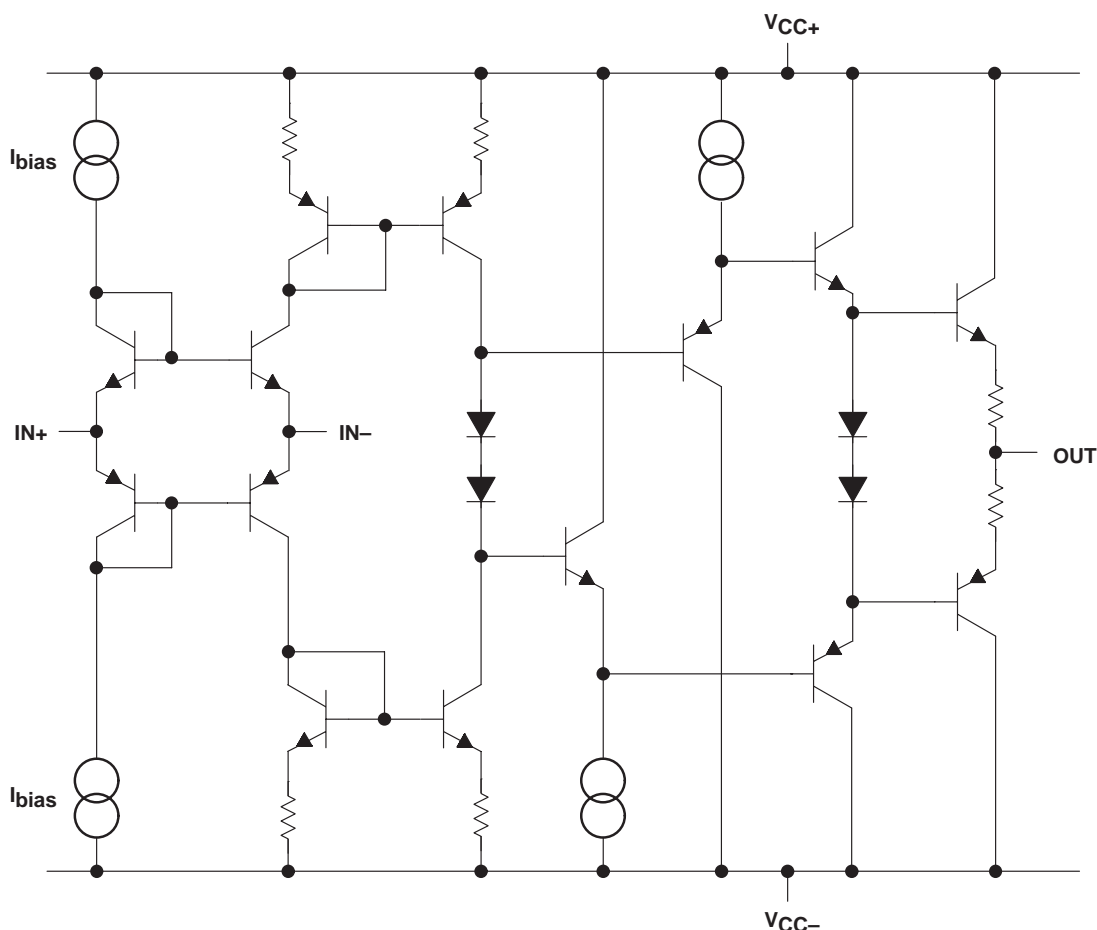 VCC+
Ibias
IN+
IN–
OUT
Ibias
VCC–